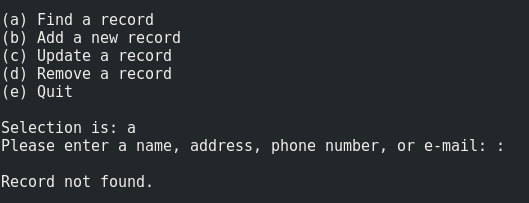 (a) Find a record
(b) Add a new record
(c) Update a record
(d) Remove a record
(e) Quit
Selection is: a
Please enter a name, address, phone number, or e-mail: :
Record not found.